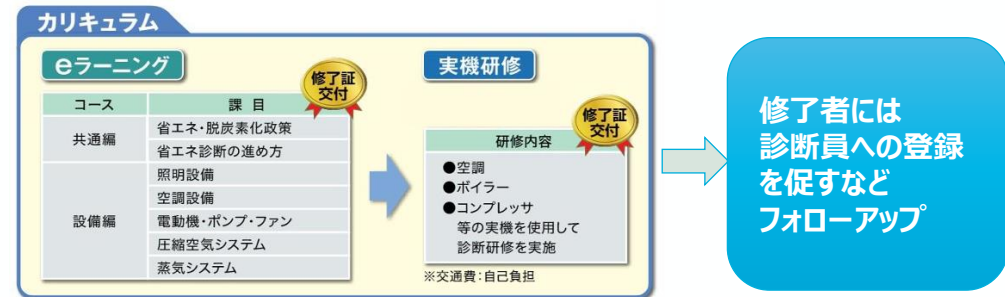 カリキュラム
eラーニング
修了証
交付
コース 課目
共通編
省エネ・脱炭素化政策
省エネ診断の進め方
設備編
照明設備
空調設備
電動機・ポンプ・ファン
圧縮空気システム
蒸気システム
実機研修
修了証
交付
研修内容
●空調
●ボイラー
●コンプレッサ
等の実機を使用して
診断研修を実施
※交通費：自己負担
修了者には
診断員への登録
を促すなど
フォローアップ